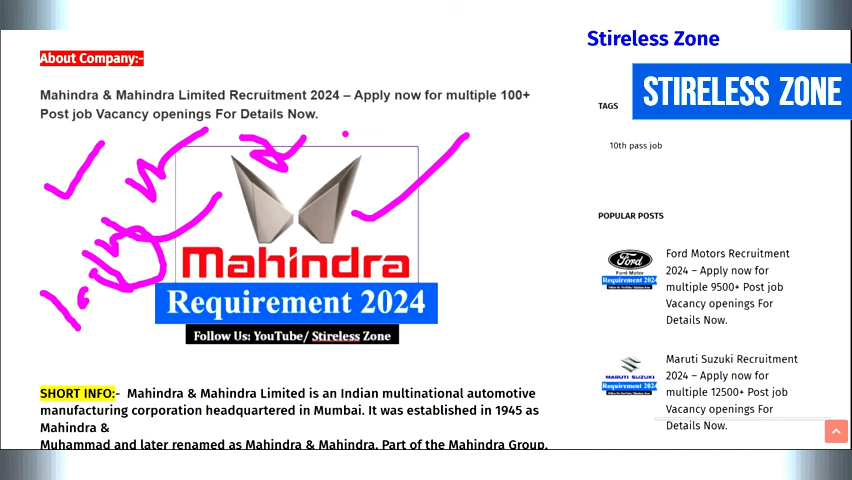 Stireless Zone
STIRELESS ZONE
About Company:-
Mahindra & Mahindra Limited Recruitment 2024 – Apply now for multiple 100+
Post job Vacancy openings For Details Now.
Mahindra
Requirement 2024
Follow Us: YouTube/ Stireless Zone
SHORT INFO:- Mahindra & Mahindra Limited is an Indian multinational automotive
manufacturing corporation headquartered in Mumbai. It was established in 1945 as
Mahindra &
Muhammad and later renamed as Mahindra & Mahindra. Part of the Mahindra Group,
TAGS
10th pass job
POPULAR POSTS
Ford
Ford Motor
Requirement 2024
Ford Motors Recruitment
2024 – Apply now for
multiple 9500+ Post job
Vacancy openings For
Details Now.
MARUTI SUZUKI
Requirement 2024
Maruti Suzuki Recruitment
2024 – Apply now for
multiple 12500+ Post job
Vacancy openings For
Details Now.